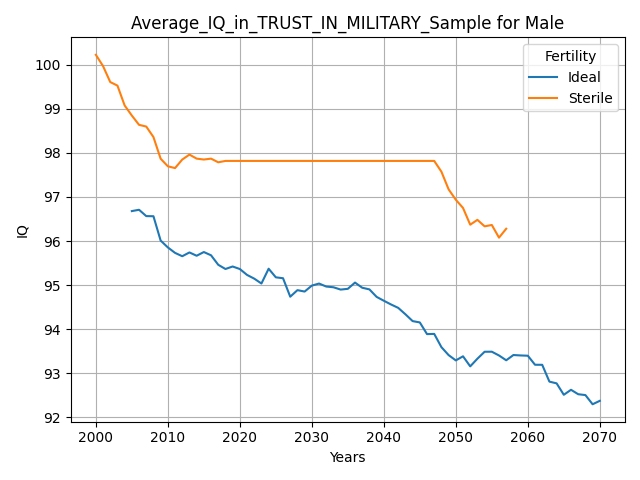 Average_IQ_in_TRUST_IN_MILITARY_Sample for Male
Fertility
Ideal
Sterile
IQ
100
99
98
97
96
95
94
93
92
2000 2010 2020 2030 2040 2050 2060 2070
Years